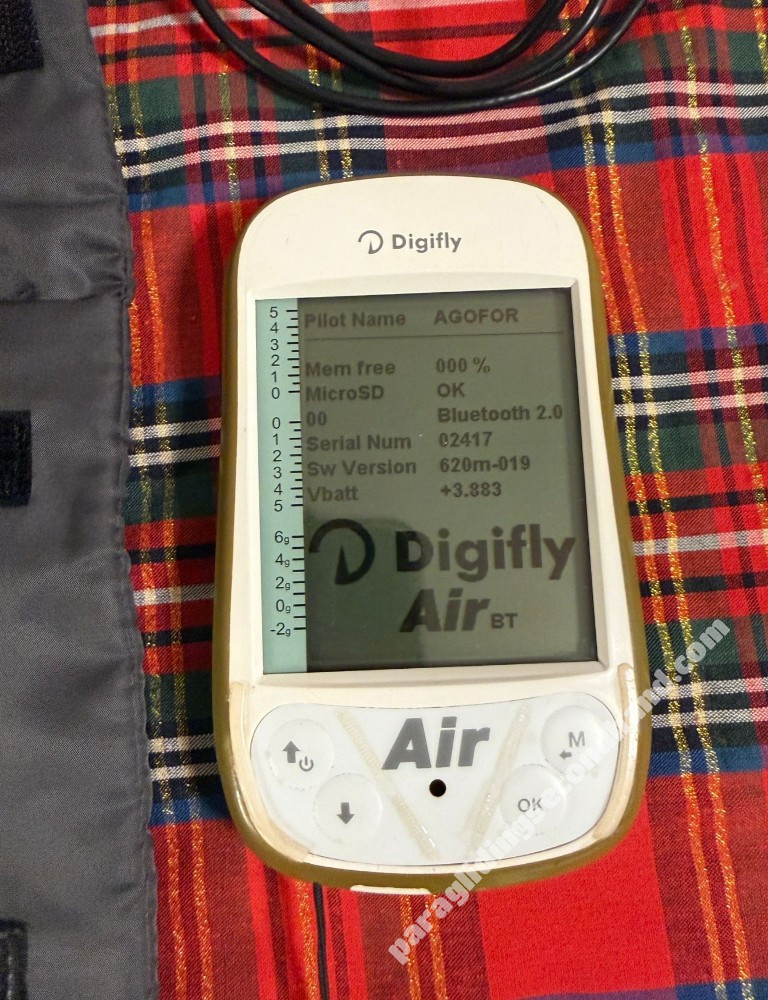 Digifly
5
4
3
2
1
0
0
1
2
3
4
5
6g
4g
2g
0g
-2g
Pilot Name AGOFOR
Mem free 000 %
MicroSD OK
00 Bluetooth 2.0
Serial Num 02417
Sw Version 620m-019
Vbatt +3.883
Digifly
Air BT
Air
M
OK
paraglidingsecondhand.com